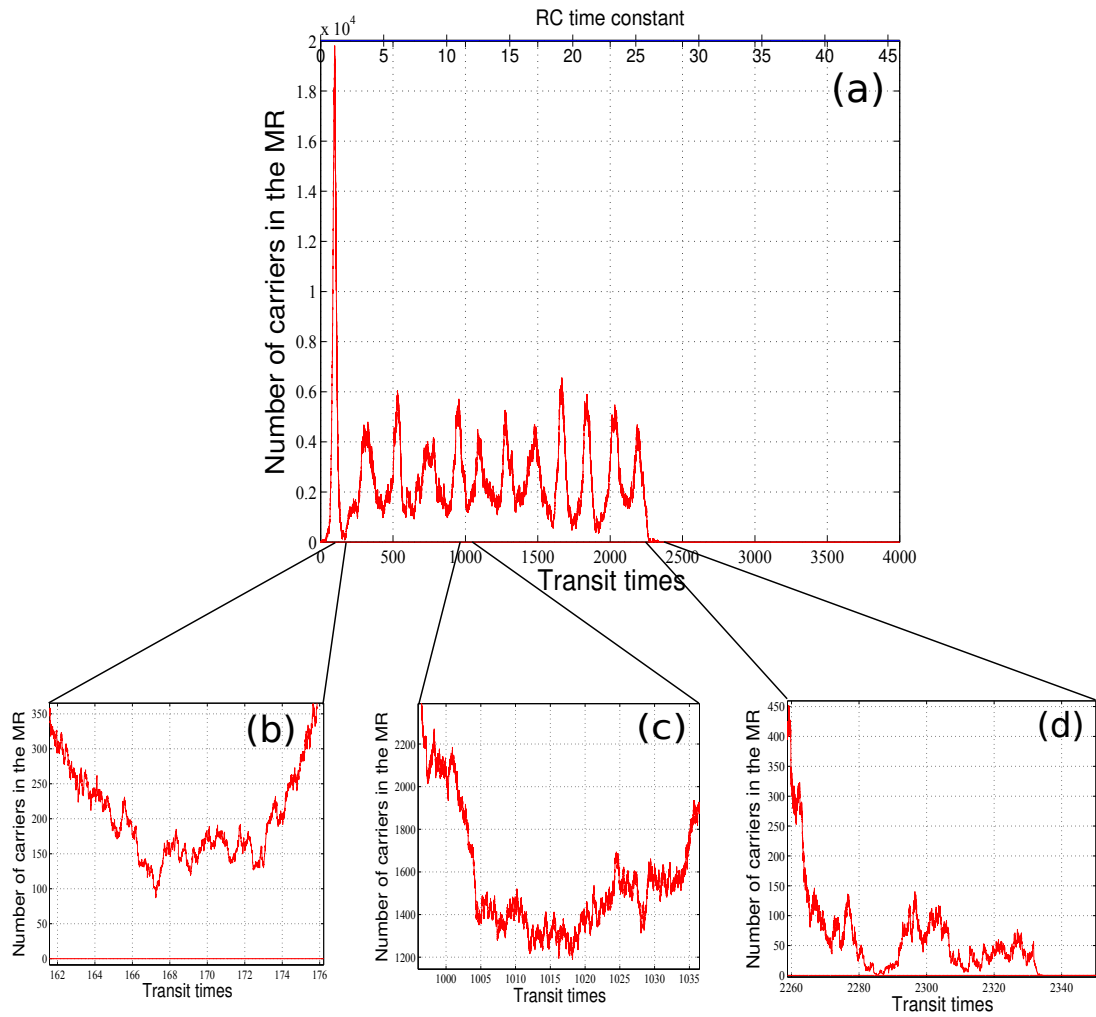 RC time constant
x 10^4
0 5 10 15 20 25 30 35 40 45
(a)
Number of carriers in the MR
2
1.8
1.6
1.4
1.2
1
0.8
0.6
0.4
0.2
0
0 500 1000 1500 2000 2500 3000 3500 4000
Transit times
(b)
Number of carriers in the MR
350
300
250
200
150
100
50
0
162 164 166 168 170 172 174 176
Transit times
(c)
Number of carriers in the MR
2200
2000
1800
1600
1400
1200
1000 1005 1010 1015 1020 1025 1030 1035
Transit times
(d)
Number of carriers in the MR
450
400
350
300
250
200
150
100
50
0
2260 2280 2300 2320 2340
Transit times